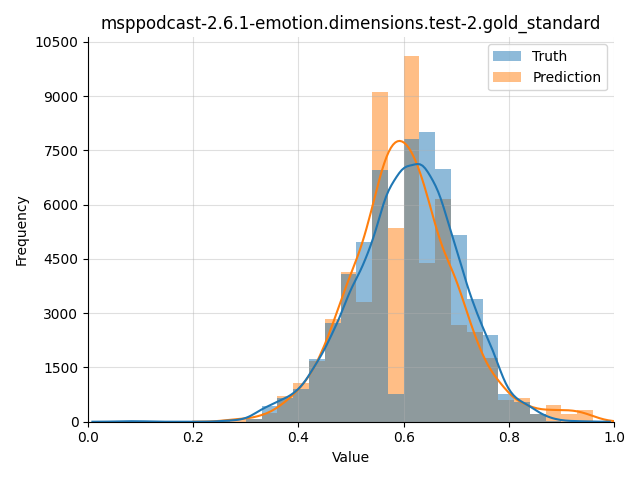 msppodcast-2.6.1-emotion.dimensions.test-2.gold_standard
Truth
Prediction
10500
9000
7500
6000
4500
3000
1500
0
Frequency
0.0
0.2
0.4
0.6
0.8
1.0
Value